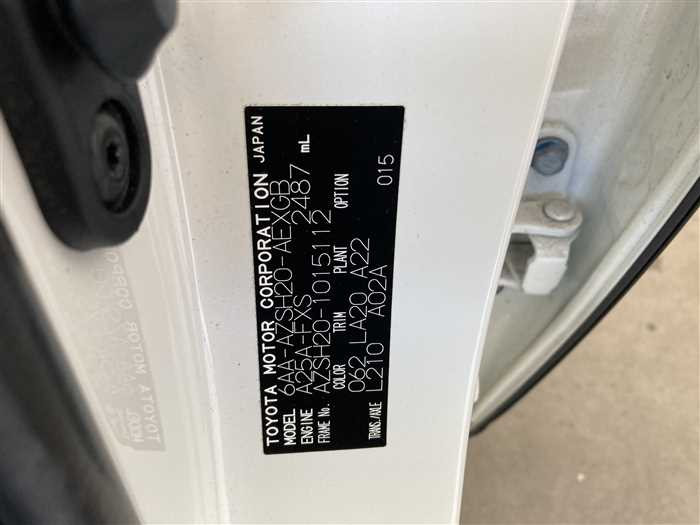 TOYOTA MOTOR CORPORATION JAPAN
MODEL 6AA-AZSH20-AEXGB
ENGINE A25A-FXS 2487 mL
FRAME No. AZSH20-1015112
COLOR TRIM PLANT OPTION
062 LA20 A22
TRANS./AXLE L210 A02A 015